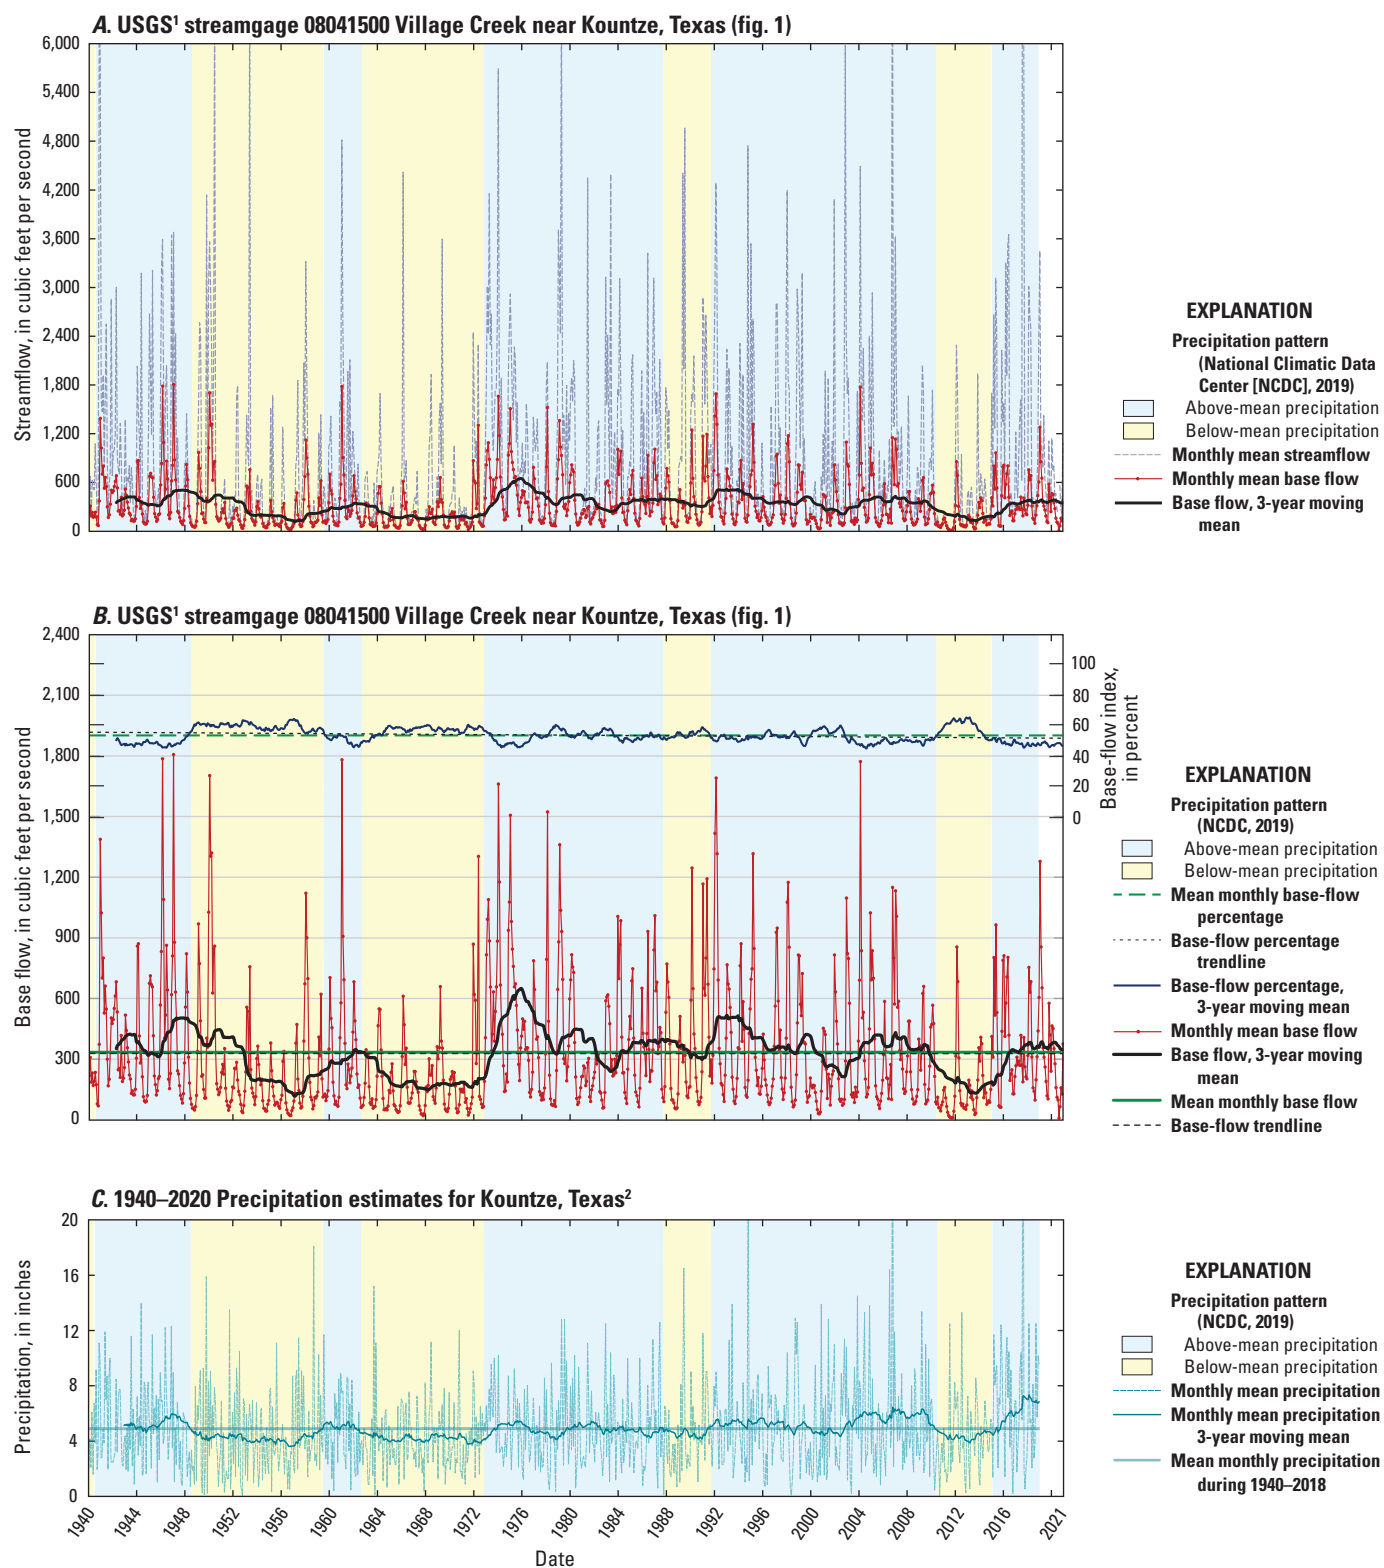 A. USGS¹ streamgage 08041500 Village Creek near Kountze, Texas (fig. 1)
Streamflow, in cubic feet per second
6,000
5,400
4,800
4,200
3,600
3,000
2,400
1,800
1,200
600
0
EXPLANATION
Precipitation pattern
(National Climatic Data
Center [NCDC], 2019)
Above-mean precipitation
Below-mean precipitation
Monthly mean streamflow
Monthly mean base flow
Base flow, 3-year moving
mean
B. USGS¹ streamgage 08041500 Village Creek near Kountze, Texas (fig. 1)
Base flow, in cubic feet per second
2,400
2,100
1,800
1,500
1,200
900
600
300
0
100
80
60
40
20
0
Base-flow index,
in percent
EXPLANATION
Precipitation pattern
(NCDC, 2019)
Above-mean precipitation
Below-mean precipitation
Mean monthly base-flow
percentage
Base-flow percentage
trendline
Base-flow percentage,
3-year moving mean
Monthly mean base flow
Base flow, 3-year moving
mean
Mean monthly base flow
Base-flow trendline
C. 1940–2020 Precipitation estimates for Kountze, Texas²
Precipitation, in inches
20
16
12
8
4
0
1940
1944
1948
1952
1956
1960
1964
1968
1972
1976
1980
1984
1988
1992
1996
2000
2004
2008
2012
2016
2021
Date
EXPLANATION
Precipitation pattern
(NCDC, 2019)
Above-mean precipitation
Below-mean precipitation
Monthly mean precipitation
Monthly mean precipitation
3-year moving mean
Mean monthly precipitation
during 1940–2018